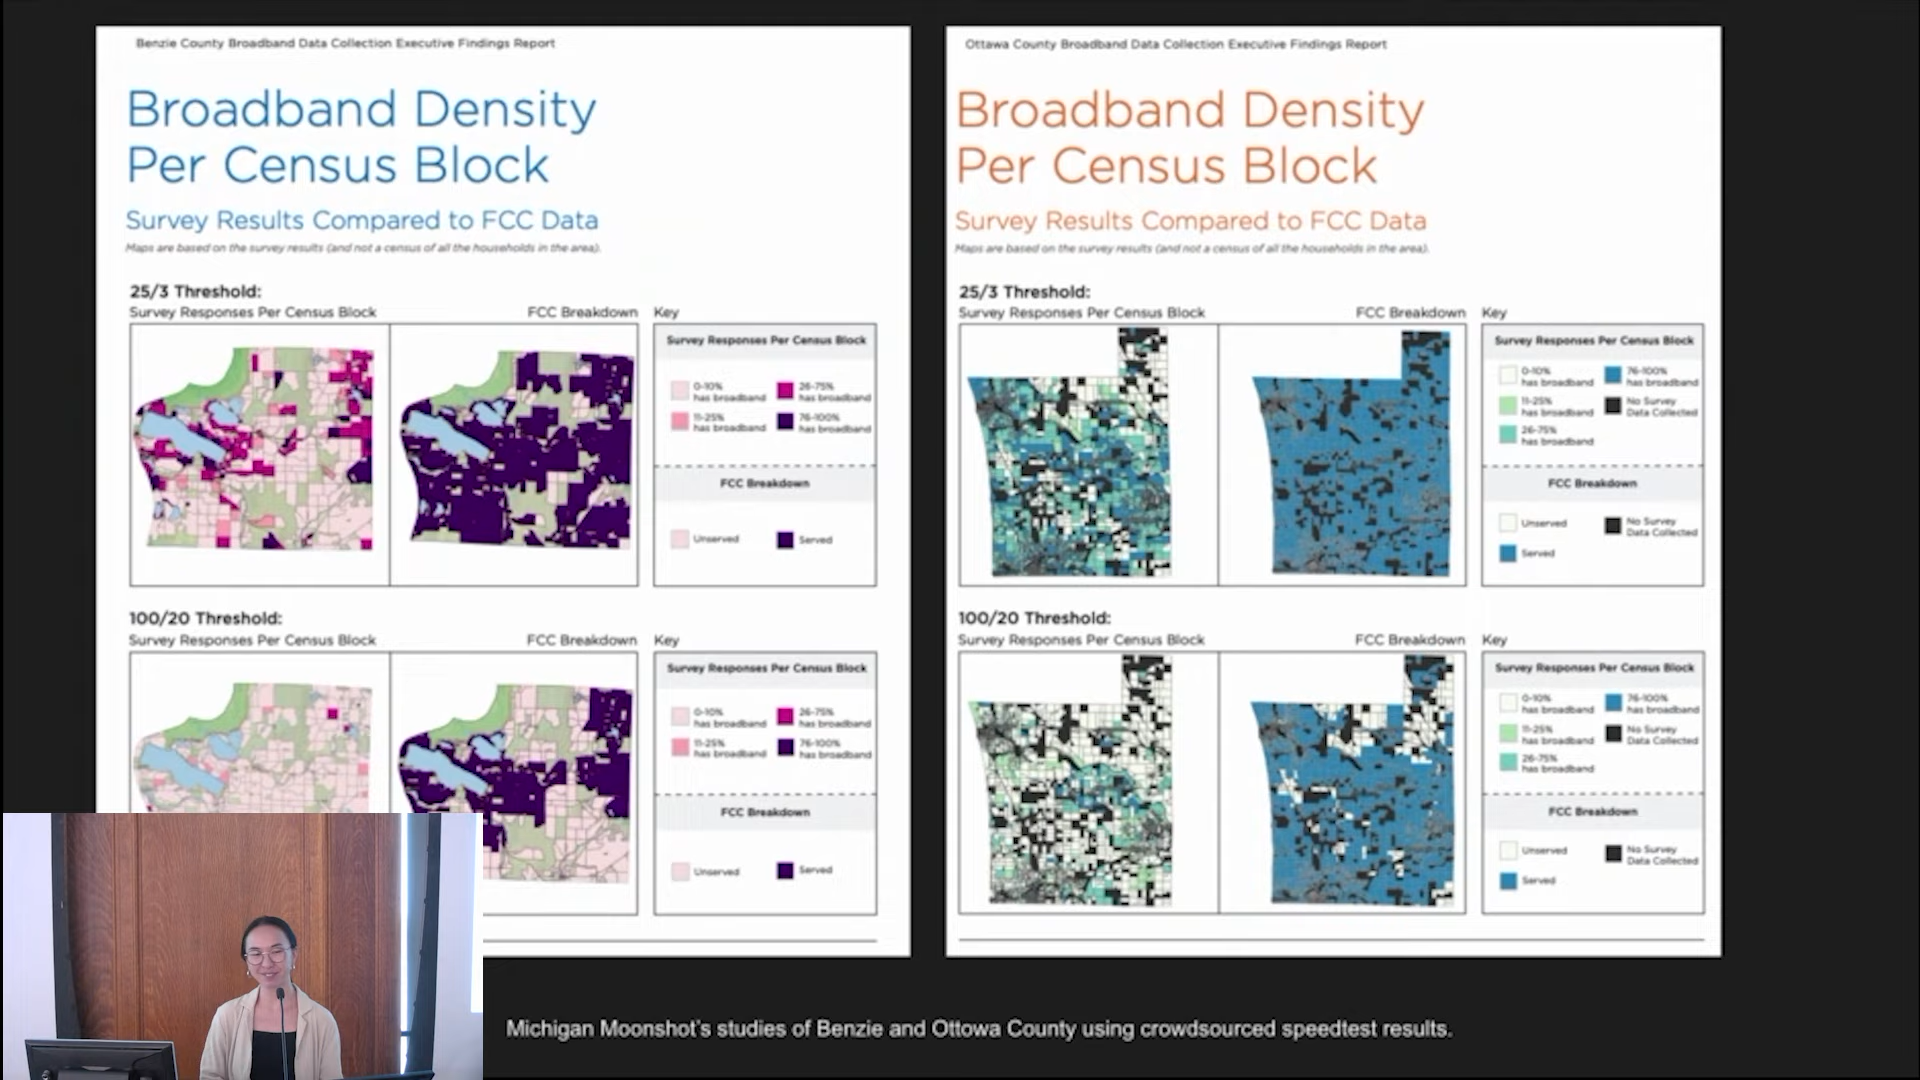 Benzie County Broadband Data Collection Executive Findings Report
Broadband Density
Per Census Block
Survey Results Compared to FCC Data
Maps are based on the survey results (and not a census of all the households in the area).
25/3 Threshold:
Survey Responses Per Census Block
FCC Breakdown
Key
Survey Responses Per Census Block
0-10%
has broadband
26-75%
has broadband
11-25%
has broadband
76-100%
has broadband
FCC Breakdown
Unserved
Served
100/20 Threshold:
Survey Responses Per Census Block
FCC Breakdown
Key
Survey Responses Per Census Block
0-10%
has broadband
26-75%
has broadband
11-25%
has broadband
76-100%
has broadband
FCC Breakdown
Unserved
Served
Ottawa County Broadband Data Collection Executive Findings Report
Broadband Density
Per Census Block
Survey Results Compared to FCC Data
Maps are based on the survey results (and not a census of all the households in the area).
25/3 Threshold:
Survey Responses Per Census Block
FCC Breakdown
Key
Survey Responses Per Census Block
0-10%
has broadband
76-100%
has broadband
11-25%
has broadband
No Survey
Data Collected
26-75%
has broadband
FCC Breakdown
Unserved
No Survey
Data Collected
Served
100/20 Threshold:
Survey Responses Per Census Block
FCC Breakdown
Key
Survey Responses Per Census Block
0-10%
has broadband
76-100%
has broadband
11-25%
has broadband
No Survey
Data Collected
26-75%
has broadband
FCC Breakdown
Unserved
No Survey
Data Collected
Served
Michigan Moonshot's studies of Benzie and Ottowa County using crowdsourced speedtest results.